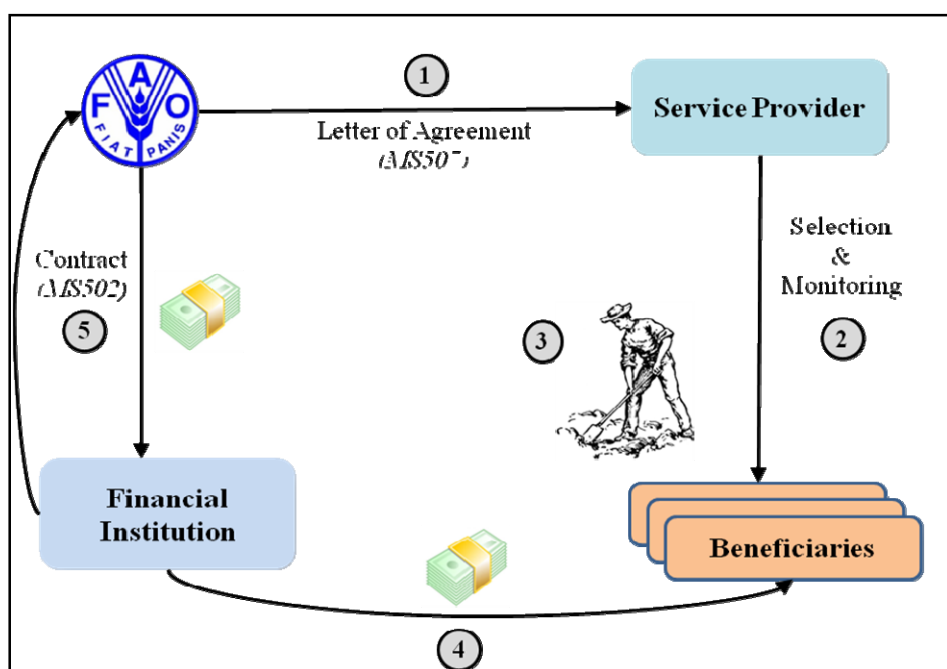 F A O
FIAT PANIS
1
Letter of Agreement
Service Provider
Selection
&
Monitoring
2
Contract
(MS502)
5
3
Financial
Institution
Beneficiaries
4